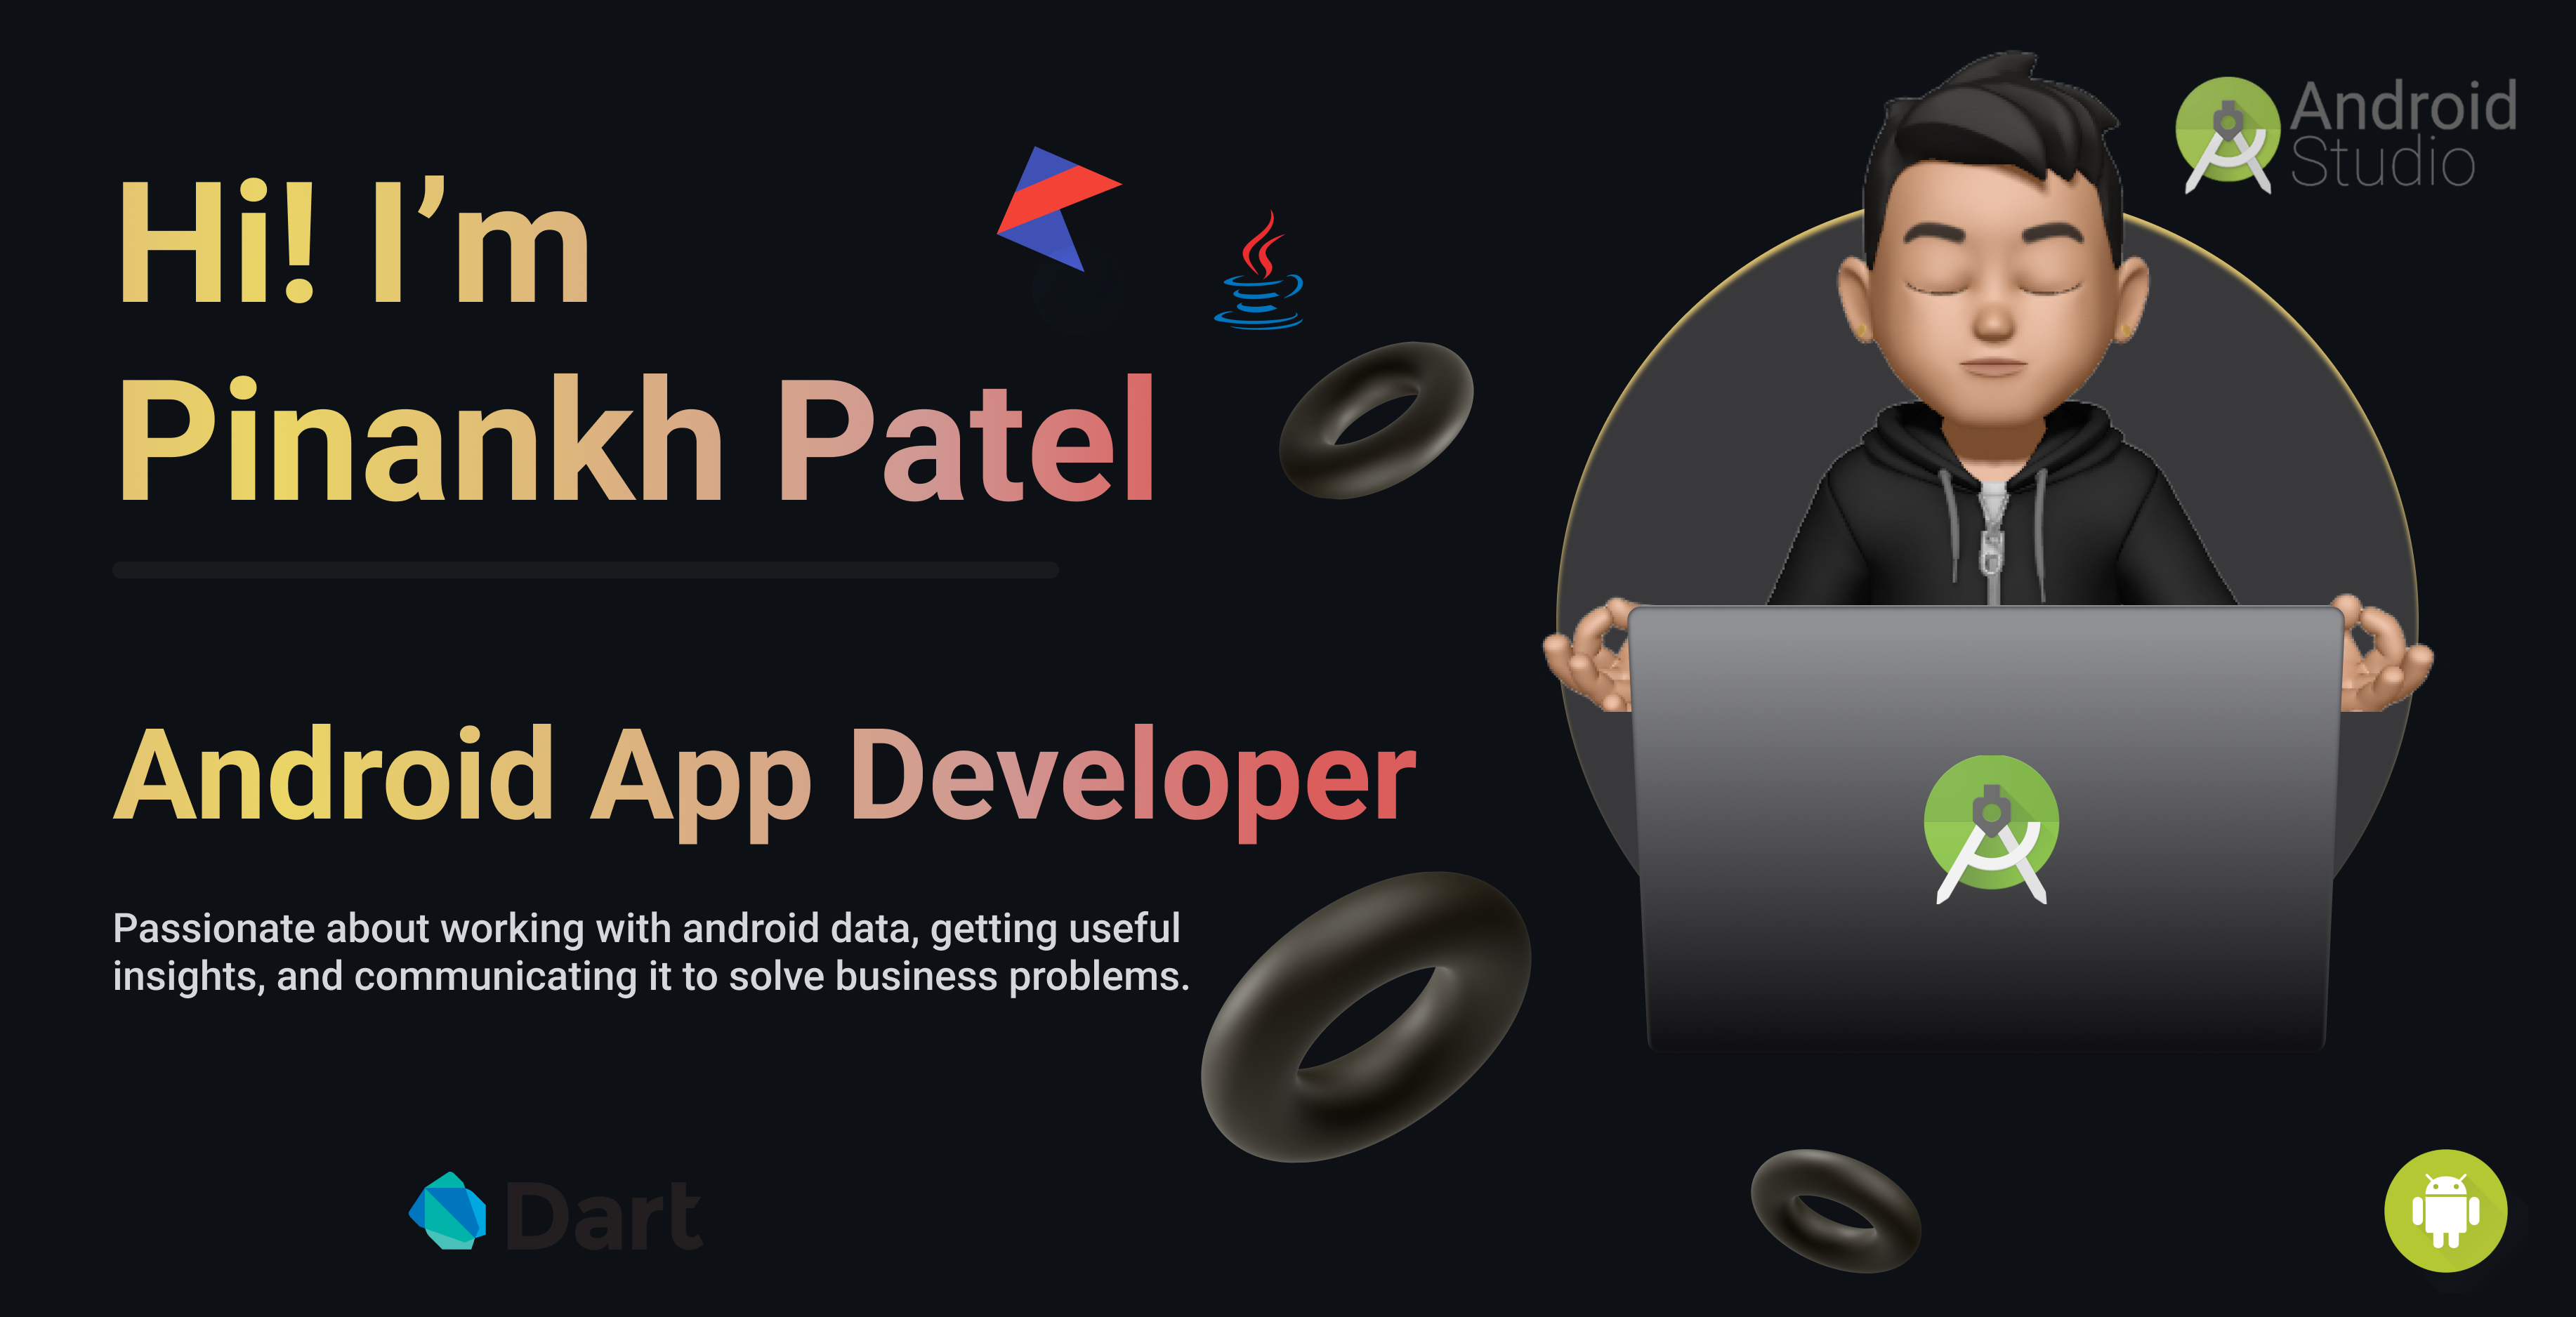 Hi! I’m
Pinankh Patel
Android App Developer
Passionate about working with android data, getting useful
insights, and communicating it to solve business problems.
Android
Studio
Dart